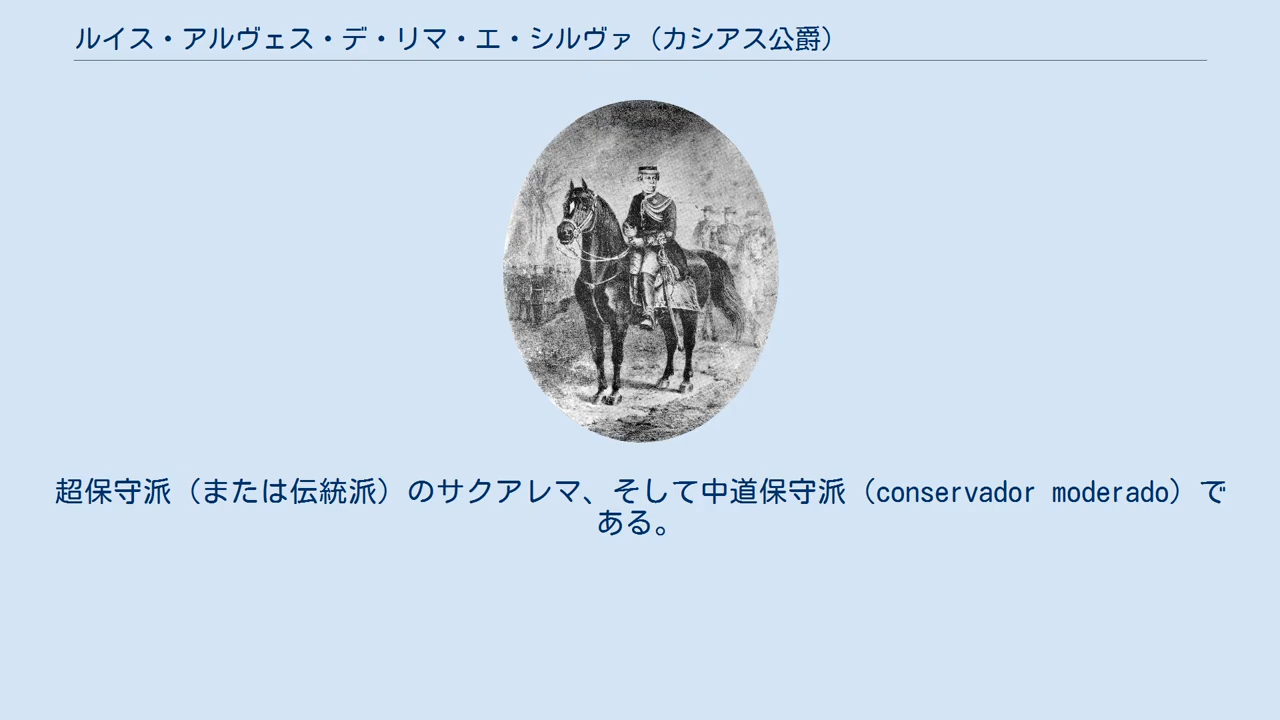 ルイス・アルヴェス・デ・リマ・エ・シルヴァ（カシアス公爵）
超保守派（または伝統派）のサクアレマ、そして中道保守派（conservador moderado）で
ある。